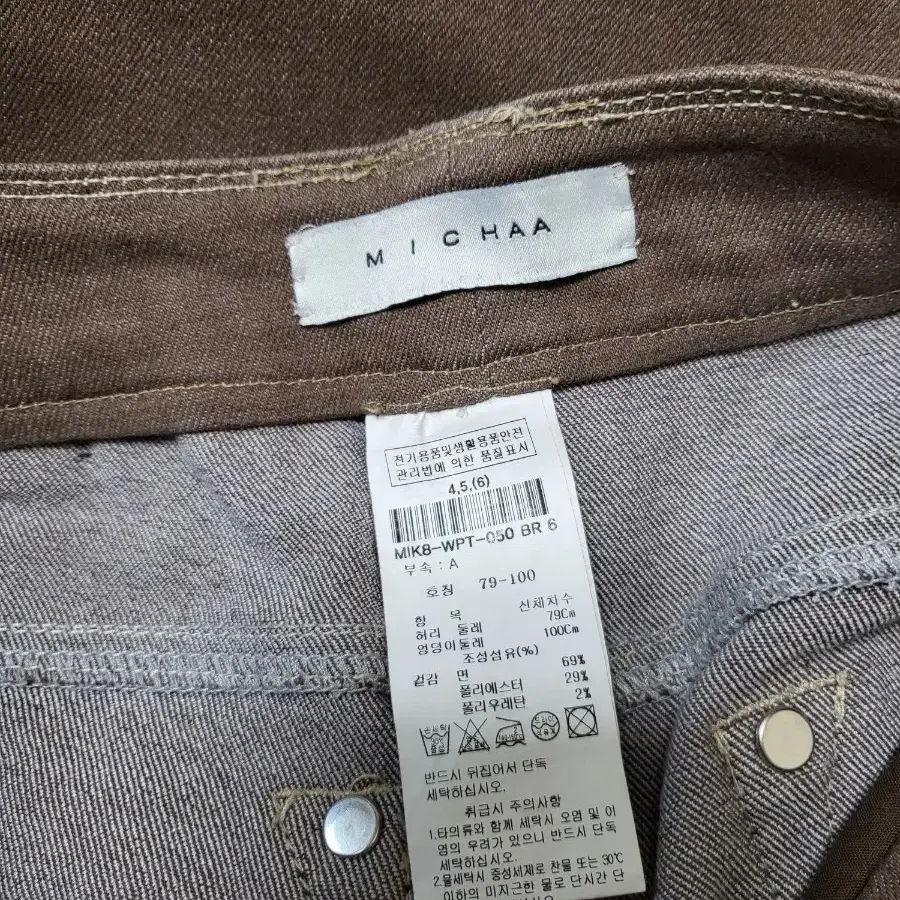 MICHAA
전기용품및생활용품안전
관리법에 의한 품질표시
4,5,(6)
MIK8-WPT-050 BR 6
부속 : A
호칭 79-100
항 목 신체치수
허리 둘레 79Cm
엉덩이둘레 100Cm
조성섬유(%)
겉감 면 69%
폴리에스터 29%
폴리우레탄 2%
반드시 뒤집어서 단독
세탁하십시오.
취급시 주의사항
1.타의류와 함께 세탁시 오염 및 이
염의 우려가 있으니 반드시 단독
세탁하십시오.
2.물세탁시 중성세제로 찬물 또는 30℃
이하의 미지근한 물로 단시간 단